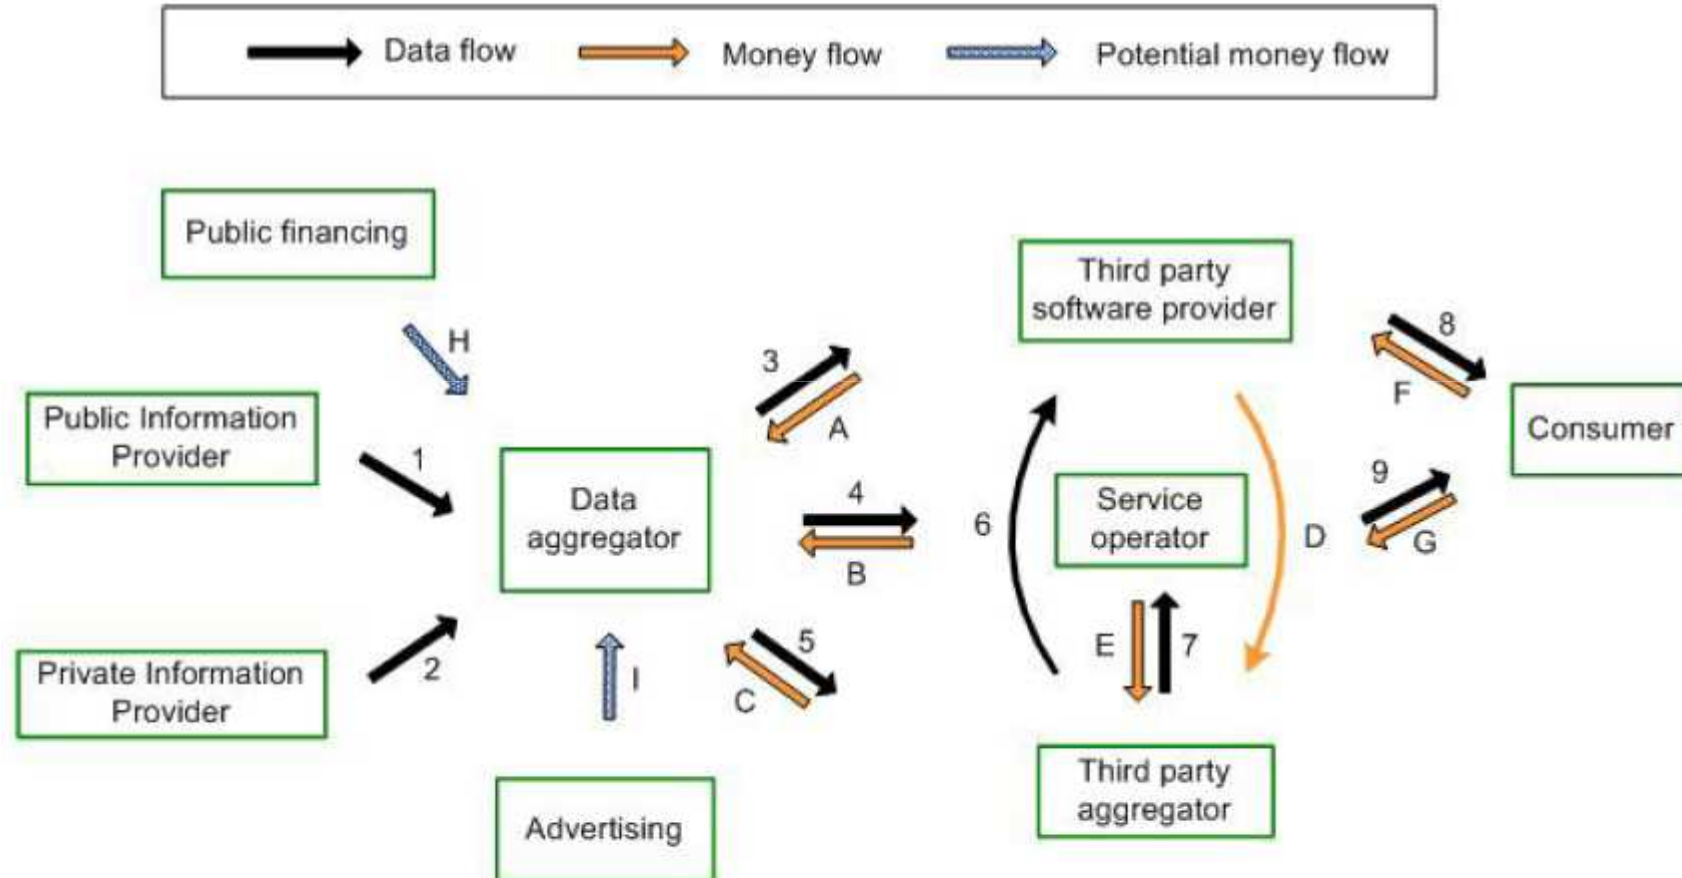 Data flow
Money flow
Potential money flow
Public financing
H
Public Information
Provider
1
Private Information
Provider
2
Data
aggregator
I
Advertising
3
A
4
B
5
C
Third party
software provider
6
Service
operator
D
E
7
Third party
aggregator
8
F
9
G
Consumer